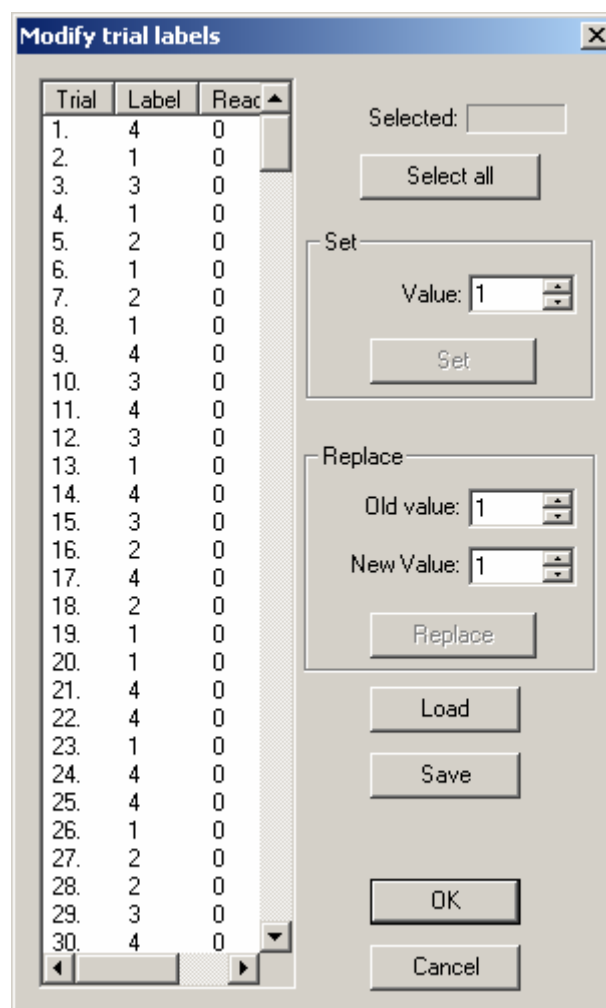 Modify trial labels
Trial Label Reac
1. 4 0
2. 1 0
3. 3 0
4. 1 0
5. 2 0
6. 1 0
7. 2 0
8. 1 0
9. 4 0
10. 3 0
11. 4 0
12. 3 0
13. 1 0
14. 4 0
15. 3 0
16. 2 0
17. 4 0
18. 2 0
19. 1 0
20. 1 0
21. 4 0
22. 4 0
23. 1 0
24. 4 0
25. 4 0
26. 1 0
27. 2 0
28. 2 0
29. 3 0
30. 4 0
Selected:
Select all
Set
Value: 1
Set
Replace
Old value: 1
New Value: 1
Replace
Load
Save
OK
Cancel